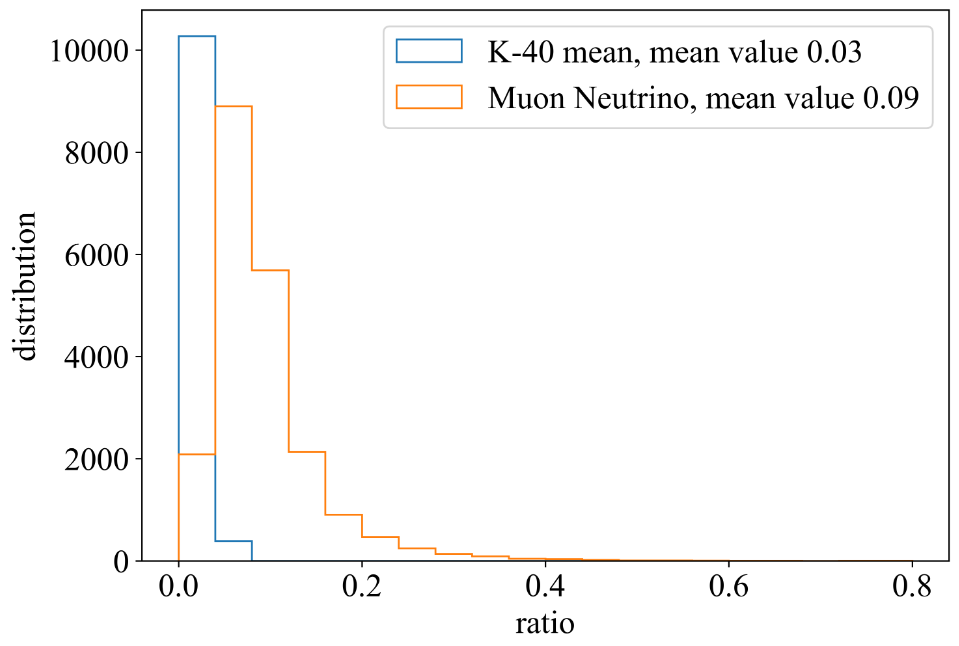 K-40 mean, mean value 0.03
Muon Neutrino, mean value 0.09
distribution
10000
8000
6000
4000
2000
0
0.0 0.2 0.4 0.6 0.8
ratio